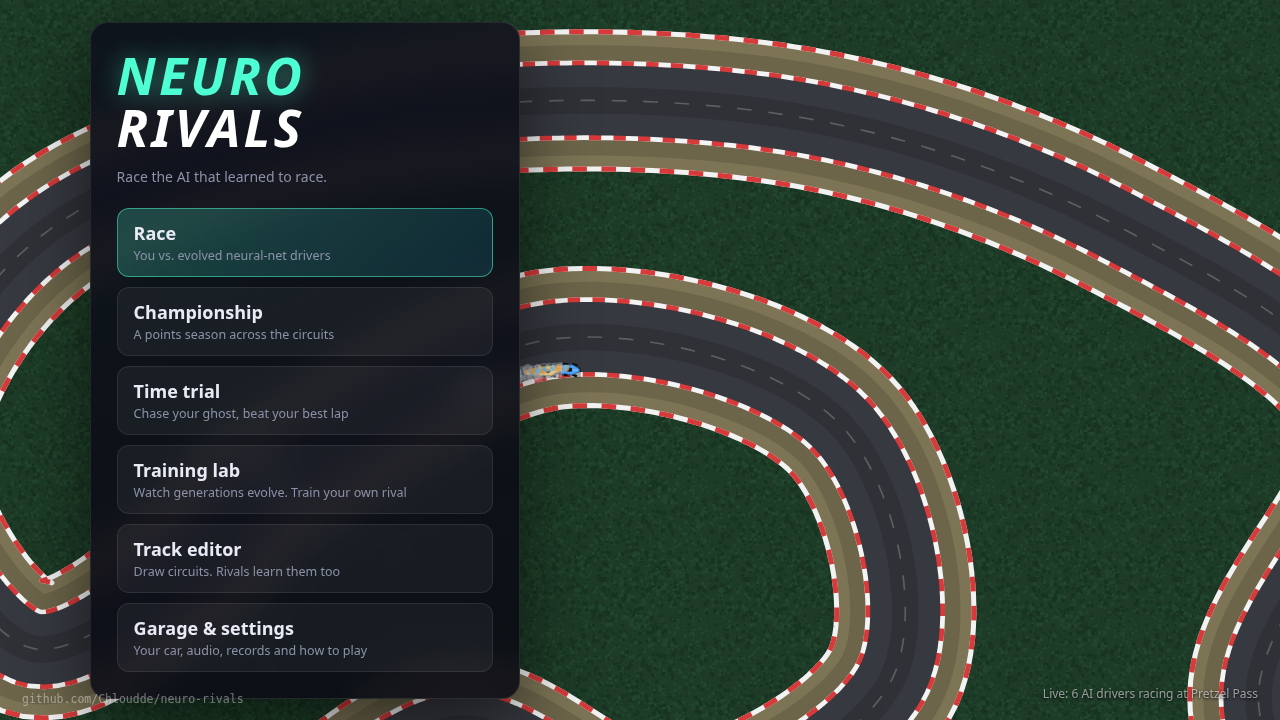 NEURO
RIVALS
Race the AI that learned to race.
Race
You vs. evolved neural-net drivers
Championship
A points season across the circuits
Time trial
Chase your ghost, beat your best lap
Training lab
Watch generations evolve. Train your own rival
Track editor
Draw circuits. Rivals learn them too
Garage & settings
Your car, audio, records and how to play
github.com/Chloudde/neuro-rivals
Live: 6 AI drivers racing at Pretzel Pass